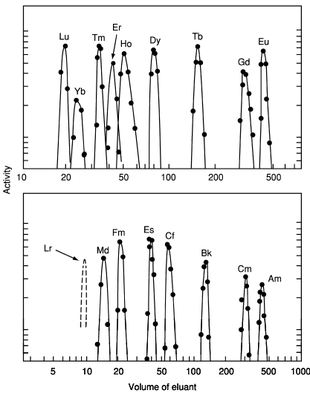 Er
Lu
Tm
Ho
Dy
Tb
Eu
Gd
Yb
10 20 50 100 200 500
Activity
Lr
Md
Fm
Es
Cf
Bk
Cm
Am
5 10 20 50 100 200 500 1000
Volume of eluant